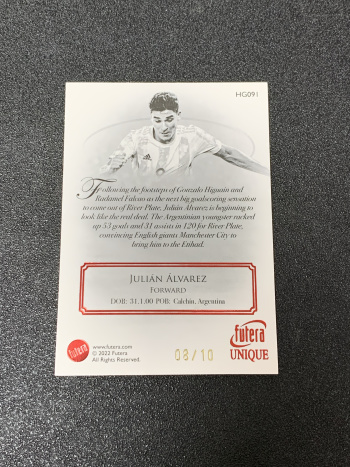 HG091
Following the footsteps of Gonzalo Higuaín and
Radamel Falcao as the next big goalscoring sensation
to come out of River Plate, Julián Álvarez is beginning to
look like the real deal. The Argentinian youngster racked
up 53 goals and 31 assists in 120 for River Plate,
convincing English giants Manchester City to
bring him to the Etihad.
JULIÁN ÁLVAREZ
FORWARD
DOB: 31.1.00 POB: Calchín, Argentina
futera
www.futera.com
© 2022 Futera
All Rights Reserved.
08/10
futera
UNIQUE